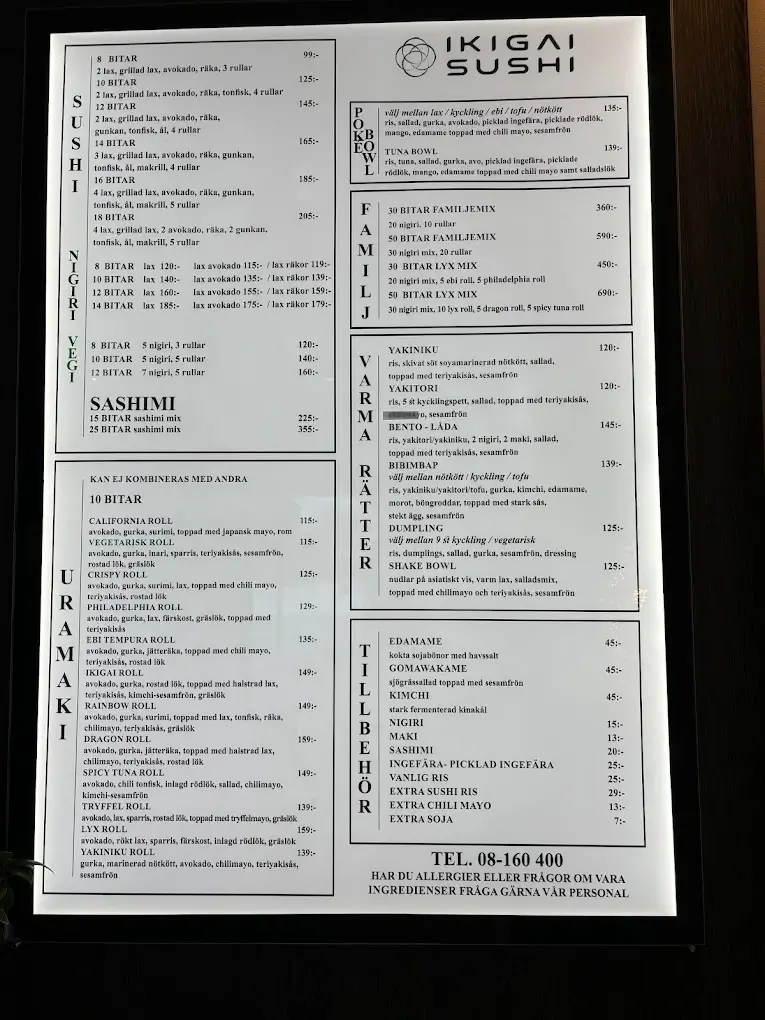 IKIGAI
SUSHI
SUSHI
8 BITAR 99:-
2 lax, grillad lax, avokado, räka, 3 rullar
10 BITAR 125:-
2 lax, grillad lax, avokado, räka, tonfisk, 4 rullar
12 BITAR 145:-
2 lax, grillad lax, avokado, räka,
gunkan, tonfisk, ål, 4 rullar
14 BITAR 165:-
3 lax, grillad lax, avokado, räka, gunkan,
tonfisk, ål, makrill, 4 rullar
16 BITAR 185:-
4 lax, grillad lax, avokado, räka, gunkan,
tonfisk, ål, makrill, 5 rullar
18 BITAR 205:-
4 lax, grillad lax, 2 avokado, räka, 2 gunkan,
tonfisk, ål, makrill, 5 rullar
NIGIRI
8 BITAR lax 120:- lax avokado 115:- / lax räkor 119:-
10 BITAR lax 140:- lax avokado 135:- / lax räkor 139:-
12 BITAR lax 160:- lax avokado 155:- / lax räkor 159:-
14 BITAR lax 185:- lax avokado 175:- / lax räkor 179:-
VEGI
8 BITAR 5 nigiri, 3 rullar 120:-
10 BITAR 5 nigiri, 5 rullar 140:-
12 BITAR 7 nigiri, 5 rullar 160:-
SASHIMI
15 BITAR sashimi mix 225:-
25 BITAR sashimi mix 355:-
URAMAKI
KAN EJ KOMBINERAS MED ANDRA
10 BITAR
CALIFORNIA ROLL 115:-
avokado, gurka, surimi, toppad med japansk mayo, rom
VEGETARISK ROLL 115:-
avokado, gurka, inari, sparris, teriyakisås, sesamfrön,
rostad lök, gräslök
CRISPY ROLL 125:-
avokado, gurka, surimi, lax, toppad med chili mayo,
teriyakisås, rostad lök
PHILADELPHIA ROLL 129:-
avokado, gurka, lax, färskost, gräslök, toppad med
teriyakisås
EBI TEMPURA ROLL 135:-
avokado, gurka, jätteräka, toppad med chili mayo,
teriyakisås, rostad lök
IKIGAI ROLL 149:-
avokado, gurka, rostad lök, toppad med halstrad lax,
teriyakisås, kimchi-sesamfrön, gräslök
RAINBOW ROLL 149:-
avokado, gurka, surimi, toppad med lax, tonfisk, räka,
chilimayo, teriyakisås, gräslök
DRAGON ROLL 159:-
avokado, gurka, jätteräka, toppad med halstrad lax,
chilimayo, teriyakisås, rostad lök
SPICY TUNA ROLL 149:-
avokado, chili tonfisk, inlagd rödlök, sallad, chilimayo,
kimchi-sesamfrön
TRYFFEL ROLL 139:-
avokado, lax, sparris, rostad lök, toppad med tryffelmayo, gräslök
LYX ROLL 159:-
avokado, rökt lax, sparris, färskost, inlagd rödlök, gräslök
YAKINIKU ROLL 139:-
gurka, marinerad nötkött, avokado, chilimayo, teriyakisås,
sesamfrön
POKÉ BOWL
välj mellan lax / kyckling / ebi / tofu / nötkött 135:-
ris, sallad, gurka, avokado, picklad ingefära, picklade rödlök,
mango, edamame toppad med chili mayo, sesamfrön
TUNA BOWL 139:-
ris, tuna, sallad, gurka, avo, picklad ingefära, picklade
rödlök, mango, edamame toppad med chili mayo samt salladslök
FAMILJ
30 BITAR FAMILJEMIX 360:-
20 nigiri, 10 rullar
50 BITAR FAMILJEMIX 590:-
30 nigiri mix, 20 rullar
30 BITAR LYX MIX 450:-
20 nigiri mix, 5 ebi roll, 5 philadelphia roll
50 BITAR LYX MIX 690:-
30 nigiri mix, 10 lyx roll, 5 dragon roll, 5 spicy tuna roll
VARMA RÄTTER
YAKINIKU 120:-
ris, skivat söt soyamarinerad nötkött, sallad,
toppad med teriyakisås, sesamfrön
YAKITORI 120:-
ris, 5 st kycklingspett, sallad, toppad med teriyakisås,
yo, sesamfrön
BENTO - LÅDA 145:-
ris, yakitori/yakiniku, 2 nigiri, 2 maki, sallad,
toppad med teriyakisås, sesamfrön
BIBIMBAP 139:-
välj mellan nötkött / kyckling / tofu
ris, yakiniku/yakitori/tofu, gurka, kimchi, edamame,
morot, böngroddar, toppad med stark sås,
stekt ägg, sesamfrön
DUMPLING 125:-
välj mellan 9 st kyckling / vegetarisk
ris, dumplings, sallad, gurka, sesamfrön, dressing
SHAKE BOWL 125:-
nudlar på asiatiskt vis, varm lax, salladsmix,
toppad med chilimayo och teriyakisås, sesamfrön
TILLBEHÖR
EDAMAME 45:-
kokta sojabönor med havssalt
GOMAWAKAME 45:-
sjögrässallad toppad med sesamfrön
KIMCHI 45:-
stark fermenterad kinakål
NIGIRI 15:-
MAKI 13:-
SASHIMI 20:-
INGEFÄRA- PICKLAD INGEFÄRA 25:-
VANLIG RIS 25:-
EXTRA SUSHI RIS 29:-
EXTRA CHILI MAYO 13:-
EXTRA SOJA 7:-
TEL. 08-160 400
HAR DU ALLERGIER ELLER FRÅGOR OM VARA
INGREDIENSER FRÅGA GÄRNA VÅR PERSONAL